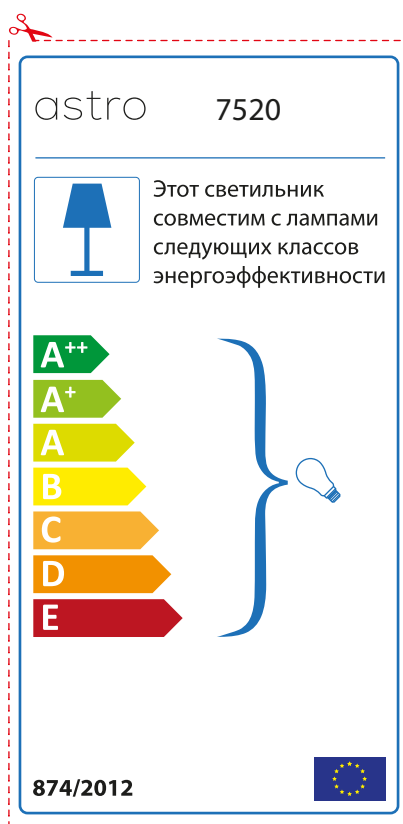 astro 7520
Этот светильник
совместим с лампами
следующих классов
энергоэффективности
A++
A+
A
B
C
D
E
874/2012